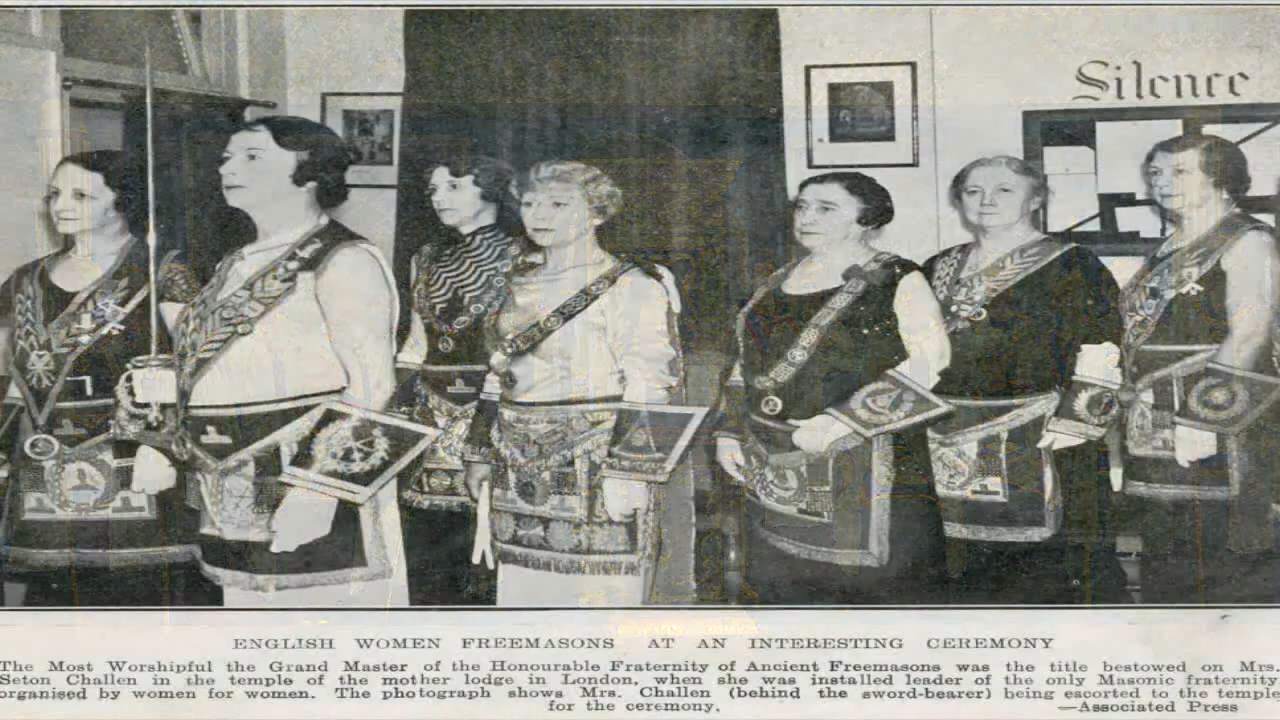 Silence
ENGLISH WOMEN FREEMASONS AT AN INTERESTING CEREMONY
The Most Worshipful the Grand Master of the Honourable Fraternity of Ancient Freemasons was the title bestowed on Mrs.
Seton Challen in the temple of the mother lodge in London, when she was installed leader of the only Masonic fraternity
organised by women for women. The photograph shows Mrs. Challen (behind the sword-bearer) being escorted to the temple
for the ceremony.
—Associated Press